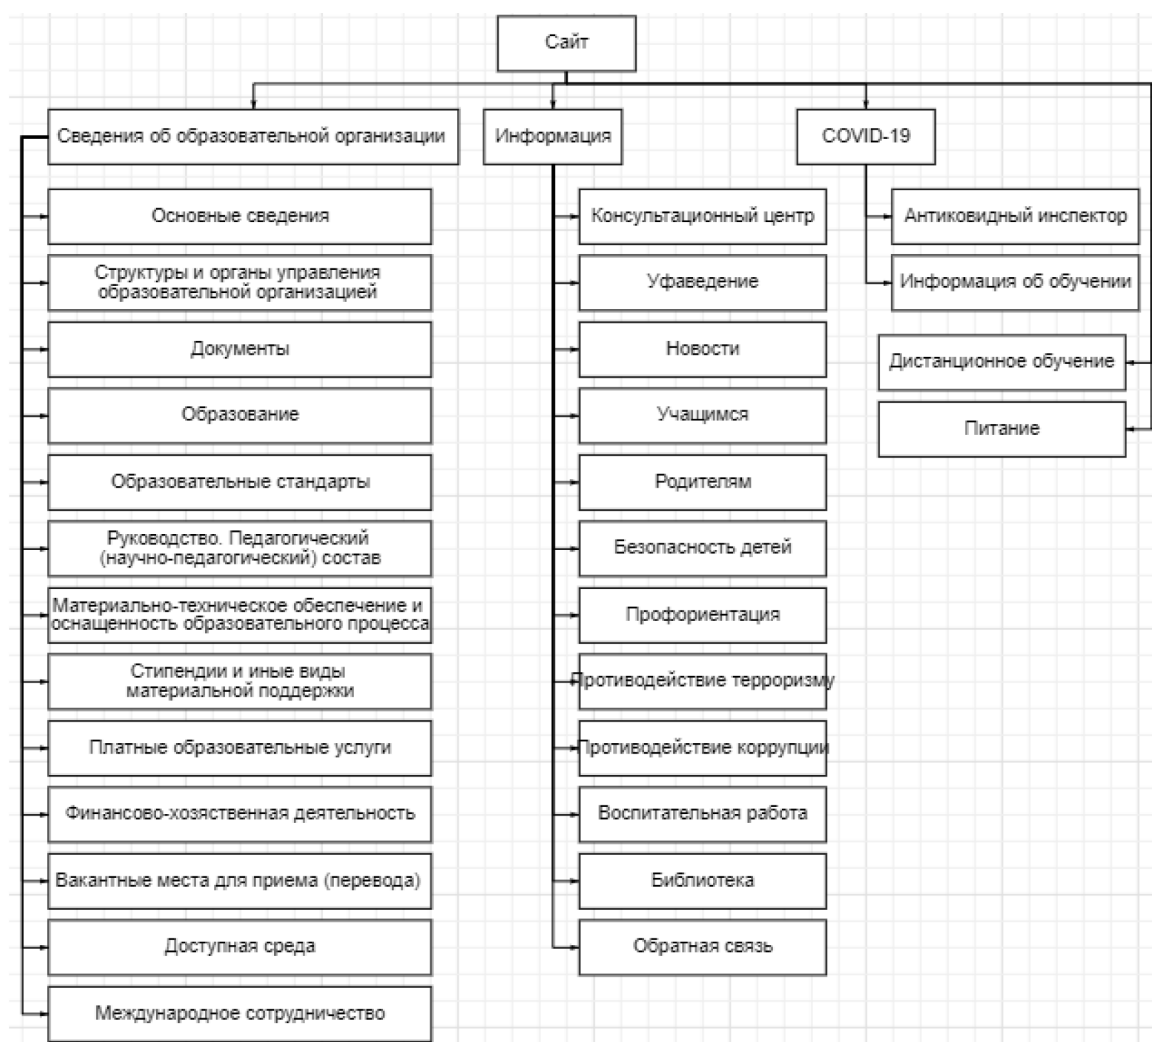 Сайт
Сведения об образовательной организации
Информация
COVID-19
Основные сведения
Структуры и органы управления
образовательной организацией
Документы
Образование
Образовательные стандарты
Руководство. Педагогический
(научно-педагогический) состав
Материально-техническое обеспечение и
оснащенность образовательного процесса
Стипендии и иные виды
материальной поддержки
Платные образовательные услуги
Финансово-хозяственная деятельность
Вакантные места для приема (перевода)
Доступная среда
Международное сотрудничество
Консультационный центр
Уфаведение
Новости
Учащимся
Родителям
Безопасность детей
Профориентация
Противодействие терроризму
Противодействие коррупции
Воспитательная работа
Библиотека
Обратная связь
Антиковидный инспектор
Информация об обучении
Дистанционное обучение
Питание